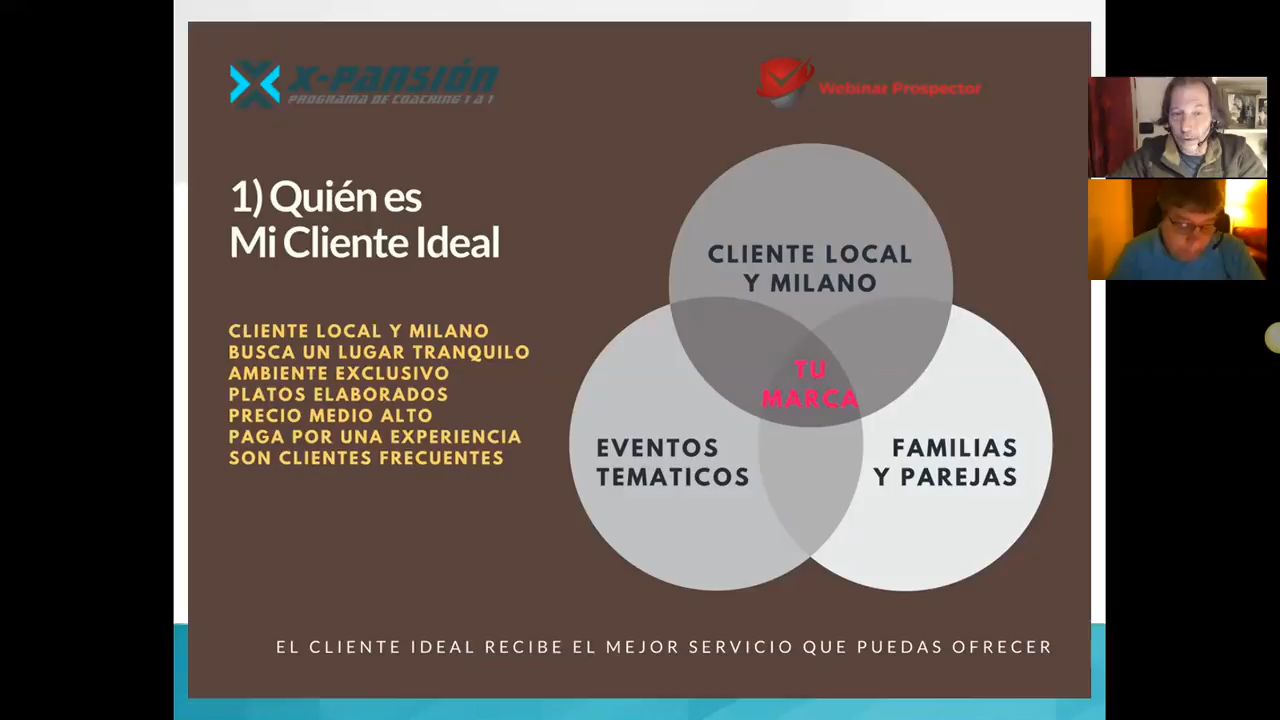 X-PANSIÓN
PROGRAMA DE COACHING 1 A 1
Webinar Prospector
1) Quién es
Mi Cliente Ideal
CLIENTE LOCAL Y MILANO
BUSCA UN LUGAR TRANQUILO
AMBIENTE EXCLUSIVO
PLATOS ELABORADOS
PRECIO MEDIO ALTO
PAGA POR UNA EXPERIENCIA
SON CLIENTES FRECUENTES
CLIENTE LOCAL
Y MILANO
TU
MARCA
EVENTOS
TEMATICOS
FAMILIAS
Y PAREJAS
EL CLIENTE IDEAL RECIBE EL MEJOR SERVICIO QUE PUEDAS OFRECER